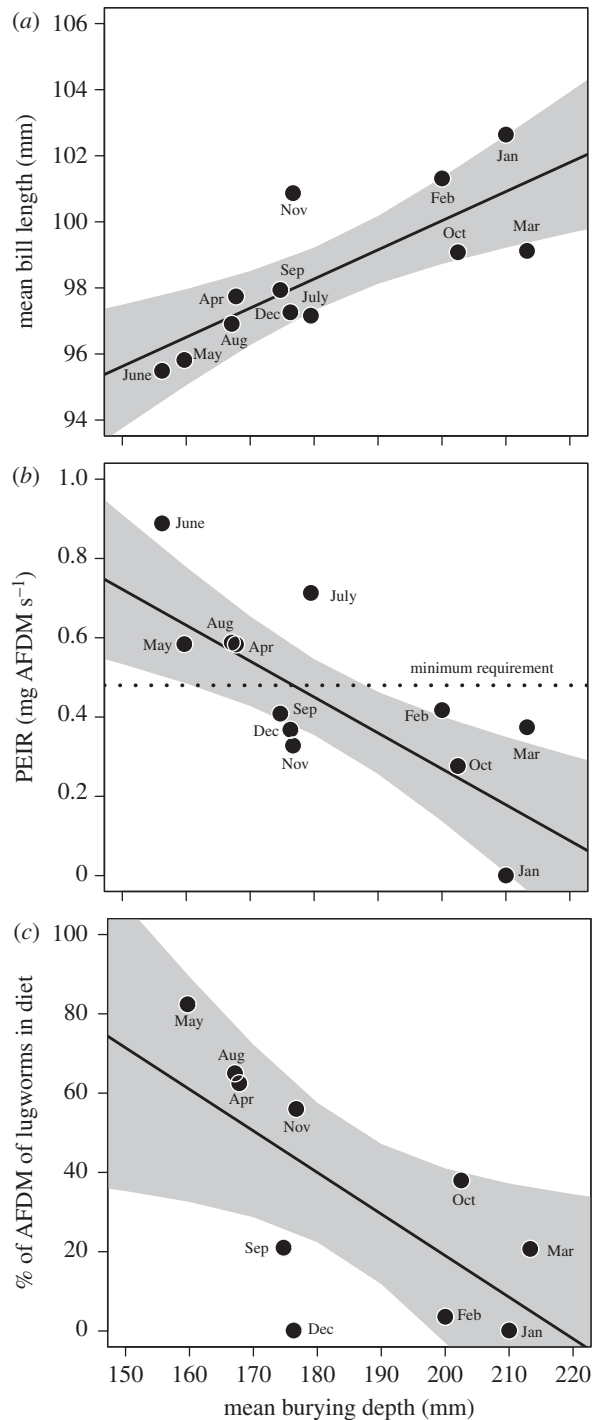 (a)
106
104
102
100
98
96
94
mean bill length (mm)
Jan
Feb
Nov
Oct
Mar
Sep
Apr
July
Dec
Aug
May
June
(b)
1.0
0.8
0.6
0.4
0.2
0
PEIR (mg AFDM s⁻¹)
June
July
Aug
May
Apr
minimum requirement
Sep
Feb
Dec
Mar
Nov
Oct
Jan
(c)
100
80
60
40
20
0
% of AFDM of lugworms in diet
May
Aug
Apr
Nov
Oct
Sep
Mar
Feb
Dec
Jan
150 160 170 180 190 200 210 220
mean burying depth (mm)